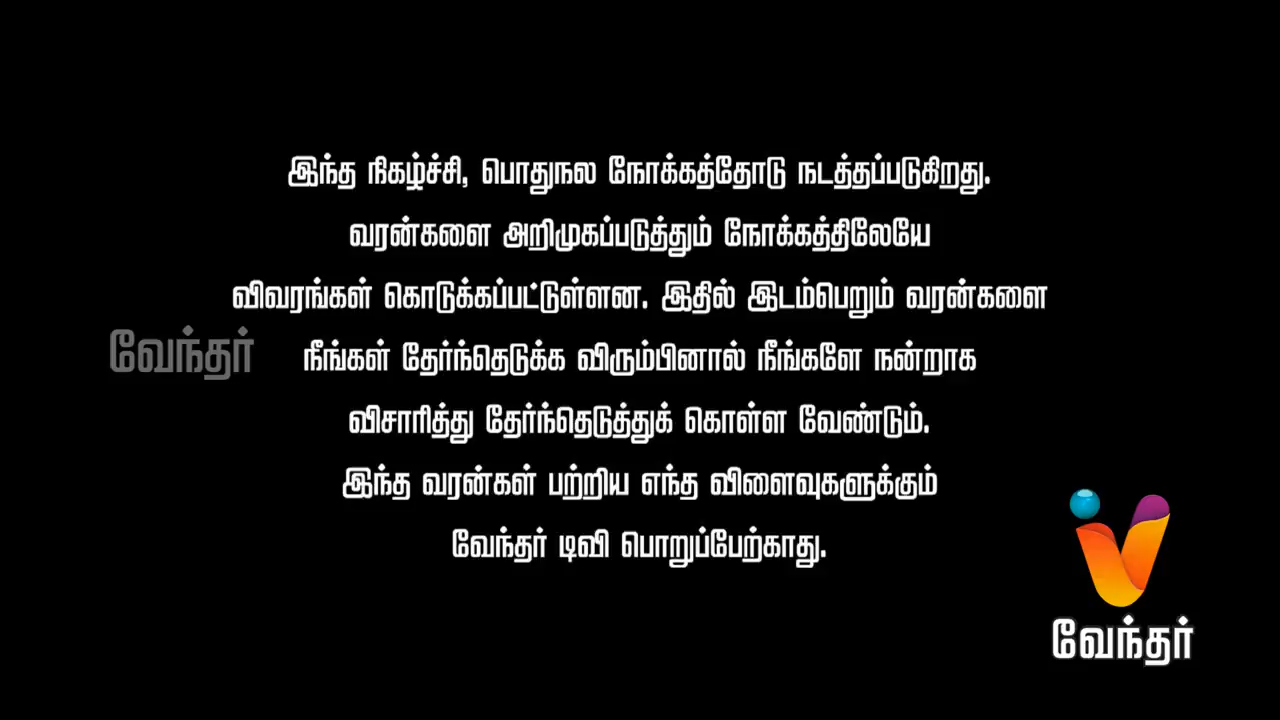 இந்த நிகழ்ச்சி, பொதுநல நோக்கத்தோடு நடத்தப்படுகிறது.
வரன்களை அறிமுகப்படுத்தும் நோக்கத்திலேயே
விவரங்கள் கொடுக்கப்பட்டுள்ளன. இதில் இடம்பெறும் வரன்களை
வேந்தர்
நீங்கள் தேர்ந்தெடுக்க விரும்பினால் நீங்களே நன்றாக
விசாரித்து தேர்ந்தெடுத்துக் கொள்ள வேண்டும்.
இந்த வரன்கள் பற்றிய எந்த விளைவுகளுக்கும்
வேந்தர் டிவி பொறுப்பேற்காது.
வேந்தர்